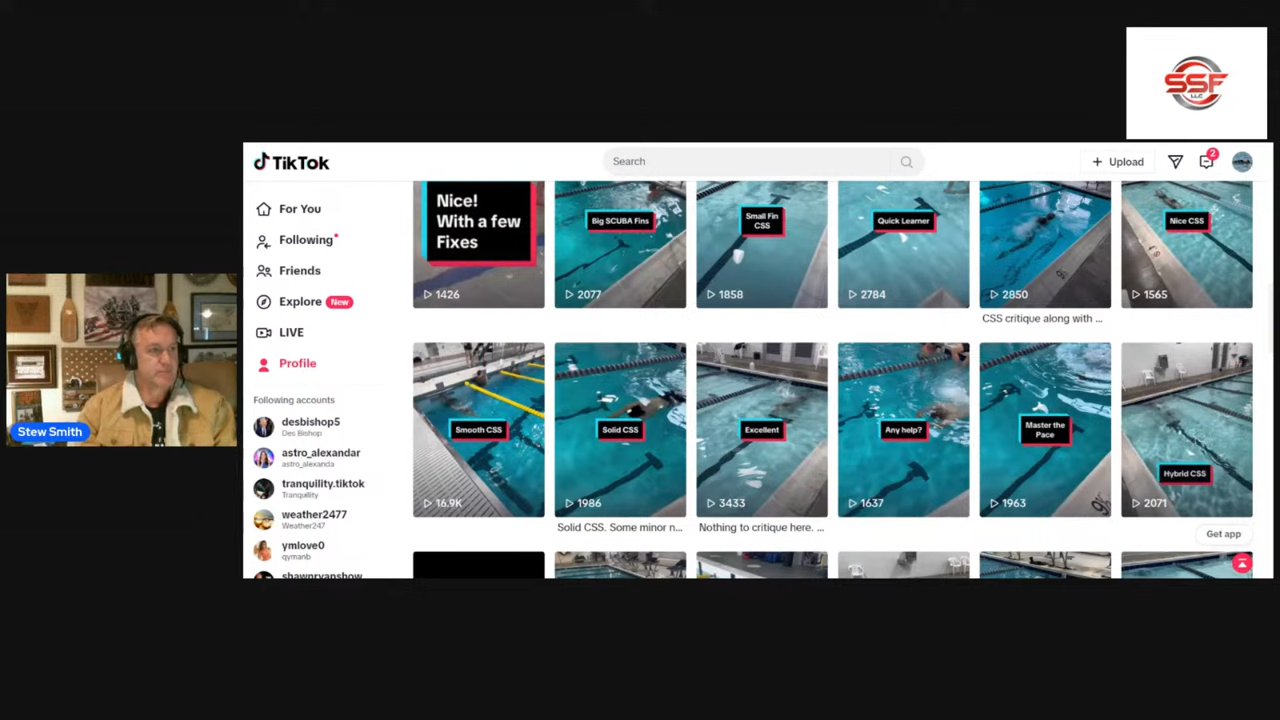 SSF
LLC
TikTok
Search
Upload
2
For You
Following
Friends
Explore New
LIVE
Profile
Following accounts
desbishop5
Des Bishop
astro_alexandar
astro_alexanda
tranquility.tiktok
Tranquility
weather2477
Weather247
ymlove0
qymanb
shawnryanshow
Nice!
With a few
Fixes
1426
Big SCUBA Fins
2077
Small Fin
CSS
1858
Quick Learner
2784
2850
CSS critique along with ...
Nice CSS
1565
Smooth CSS
16.9K
Solid CSS
1986
Solid CSS. Some minor n...
Excellent
3433
Nothing to critique here. ...
Any help?
1637
Master the
Pace
1963
Hybrid CSS
2071
Get app
Stew Smith